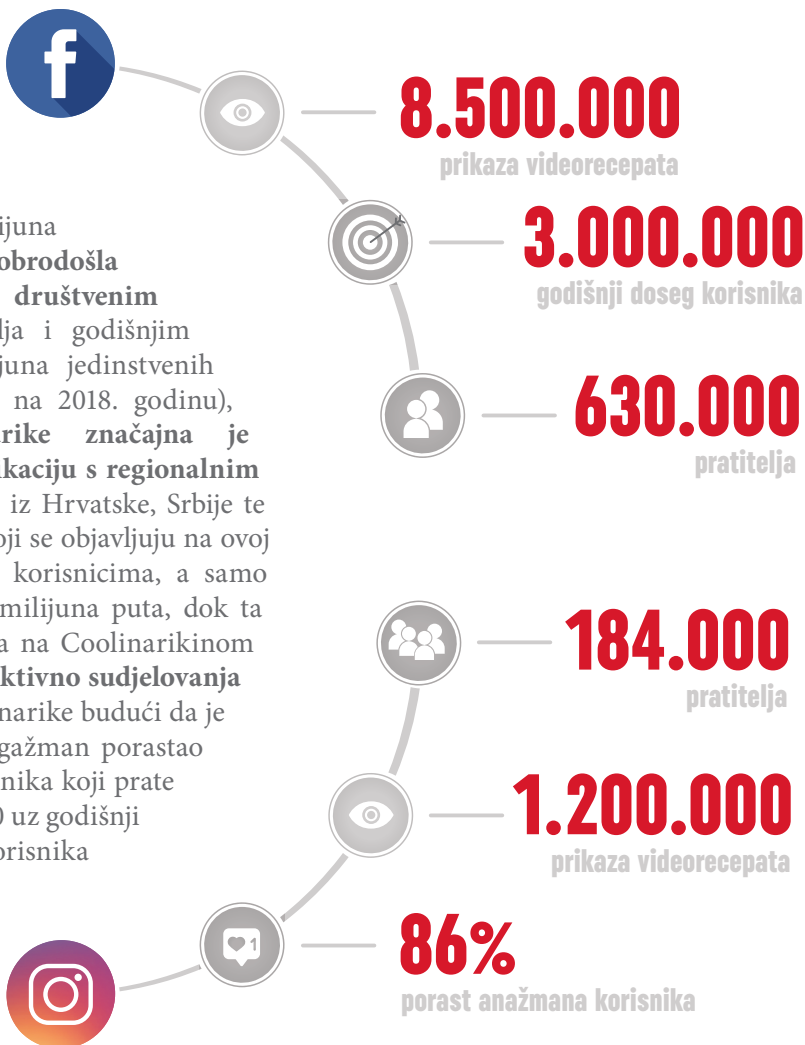 8.500.000
prikaza videorecepata
3.000.000
godišnji doseg korisnika
630.000
pratitelja
društvenim
i godišnjim
jedinstvenih
na 2018. godinu),
značajna je
s regionalnim
iz Hrvatske, Srbije te
se objavljuju na ovoj
korisnicima, a samo
milijuna puta, dok ta
na Coolinarikinom
sudjelovanja
budući da je
porastao
koji prate
uz godišnji
184.000
pratitelja
1.200.000
prikaza videorecepata
1
86%
porast anažmana korisnika